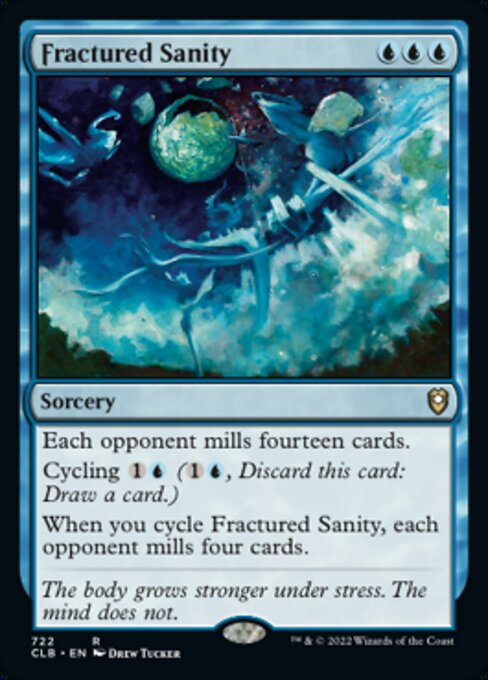 Fractured Sanity
Sorcery
Each opponent mills fourteen cards.
Cycling 1 (1 , Discard this card:
Draw a card.)
When you cycle Fractured Sanity, each
opponent mills four cards.
The body grows stronger under stress. The
mind does not.
722 R
CLB • EN Drew Tucker
™ & © 2022 Wizards of the Coast